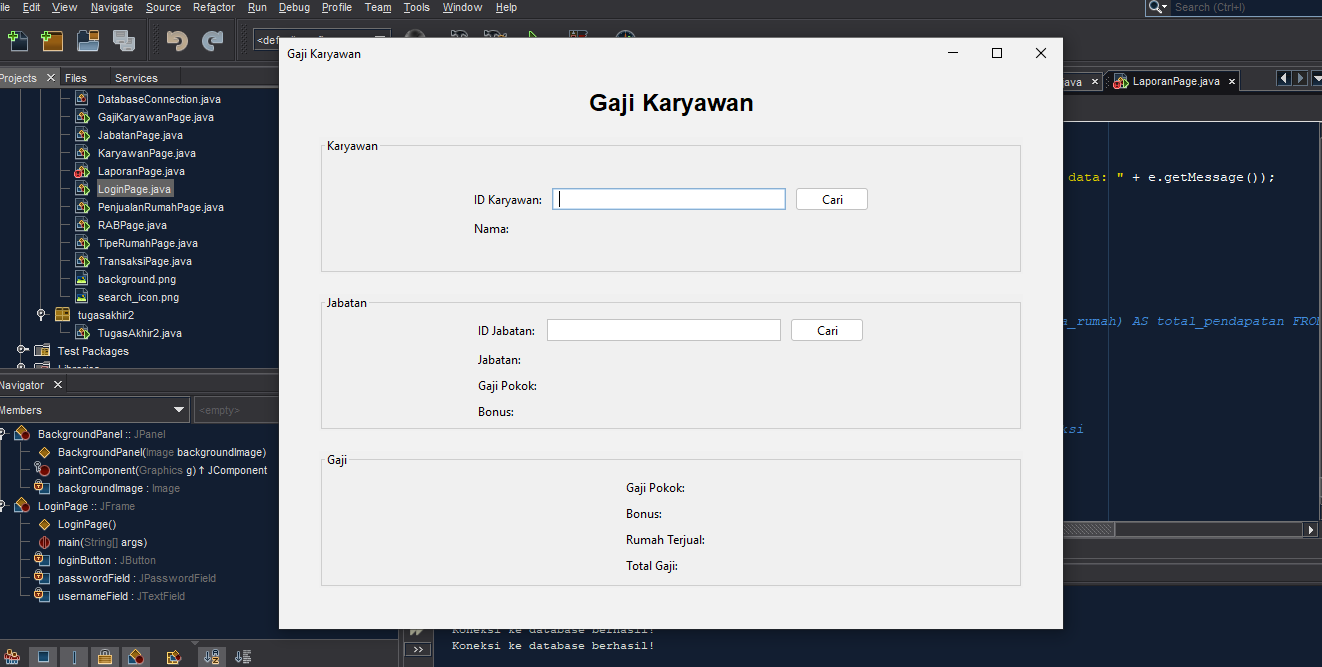 ile Edit View Navigate Source Refactor Run Debug Profile Team Tools Window Help
Search (Ctrl+I)
Projects Files Services
DatabaseConnection.java
GajiKaryawanPage.java
JabatanPage.java
KaryawanPage.java
LaporanPage.java
LoginPage.java
PenjualanRumahPage.java
RABPage.java
TipeRumahPage.java
TransaksiPage.java
background.png
search_icon.png
tugasakhir2
TugasAkhir2.java
Test Packages
Navigator
Members
<empty>
BackgroundPanel :: JPanel
BackgroundPanel(Image backgroundImage)
paintComponent(Graphics g) ↑ JComponent
backgroundImage : Image
LoginPage :: JFrame
LoginPage()
main(String[] args)
loginButton : JButton
passwordField : JPasswordField
usernameField : JTextField
Gaji Karyawan
Gaji Karyawan
Karyawan
ID Karyawan:
Cari
Nama:
Jabatan
ID Jabatan:
Cari
Jabatan:
Gaji Pokok:
Bonus:
Gaji
Gaji Pokok:
Bonus:
Rumah Terjual:
Total Gaji:
ava
LaporanPage.java
data: " + e.getMessage());
a_rumah) AS total_pendapatan FROM
ksi
Koneksi ke database berhasil!
Koneksi ke database berhasil!